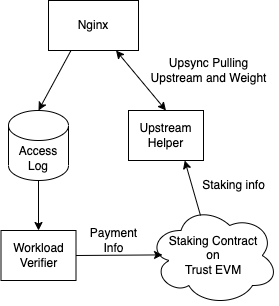 Nginx
Upsync Pulling
Upstream and Weight
Access
Log
Upstream
Helper
Staking info
Payment
Info
Workload
Verifier
Staking Contract
on
Trust EVM